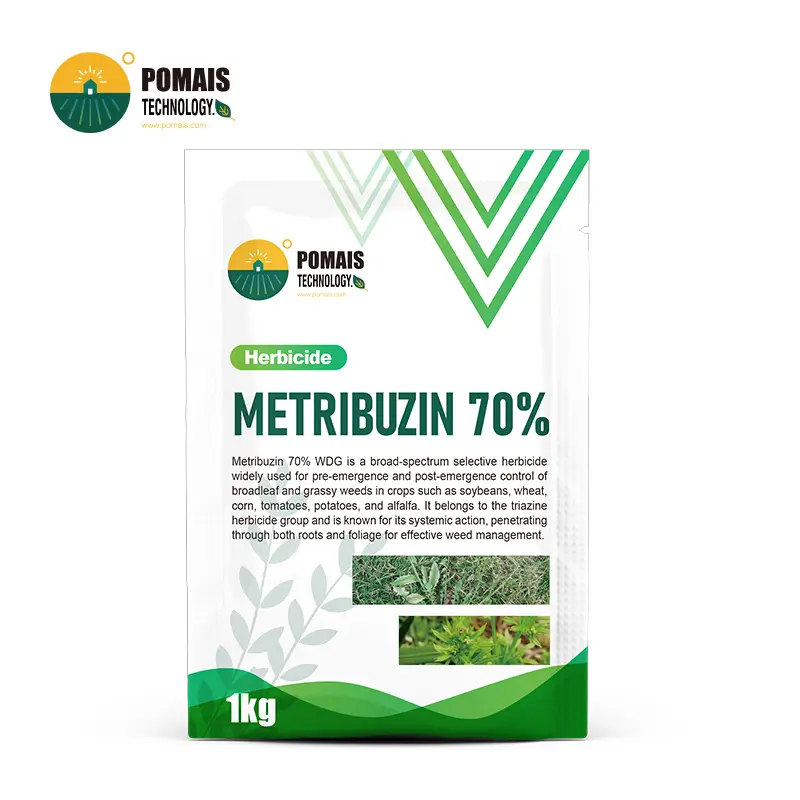 POMAIS
TECHNOLOGY.
www.pomais.com
POMAIS
TECHNOLOGY.
www.pomais.com
Herbicide
METRIBUZIN 70%
Metribuzin 70% WDG is a broad-spectrum selective herbicide
widely used for pre-emergence and post-emergence control of
broadleaf and grassy weeds in crops such as soybeans, wheat,
corn, tomatoes, potatoes, and alfalfa. It belongs to the triazine
herbicide group and is known for its systemic action, penetrating
through both roots and foliage for effective weed management.
1kg